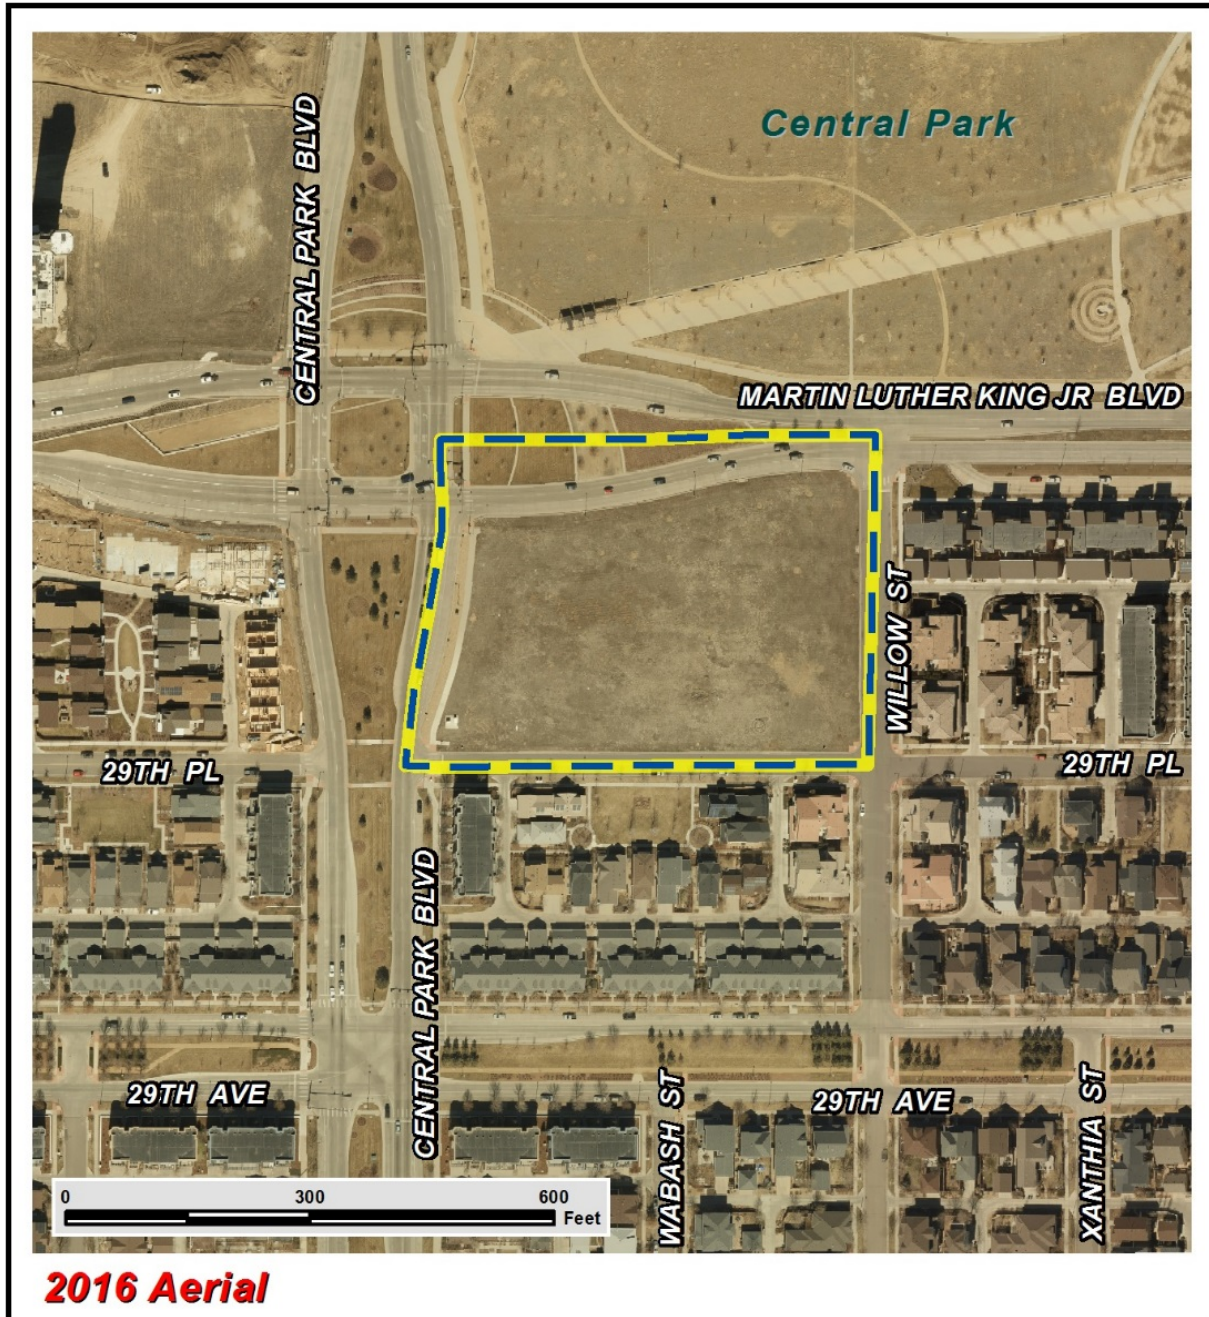 Central Park
CENTRAL PARK BLVD
MARTIN LUTHER KING JR BLVD
WILLOW ST
29TH PL
29TH PL
CENTRAL PARK BLVD
29TH AVE
29TH AVE
WABASH ST
XANTHIA ST
0 300 600
Feet
2016 Aerial